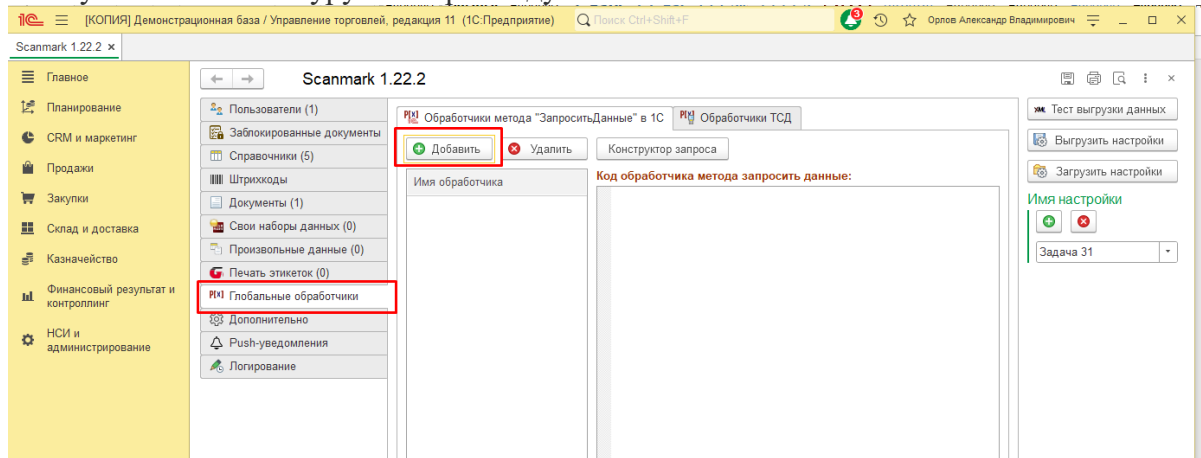 [КОПИЯ] Демонстрационная база / Управление торговлей, редакция 11 (1С:Предприятие)
Поиск Ctrl+Shift+F
3
Орлов Александр Владимирович
Scanmark 1.22.2 ×
Главное
Планирование
CRM и маркетинг
Продажи
Закупки
Склад и доставка
Казначейство
Финансовый результат и
контроллинг
НСИ и
администрирование
Scanmark 1.22.2
Пользователи (1)
Заблокированные документы
Справочники (5)
Штрихкоды
Документы (1)
Свои наборы данных (0)
Произвольные данные (0)
Печать этикеток (0)
Глобальные обработчики
Дополнительно
Push-уведомления
Логирование
Обработчики метода "ЗапроситьДанные" в 1С
Обработчики ТСД
Добавить
Удалить
Конструктор запроса
Имя обработчика
Код обработчика метода запросить данные:
Тест выгрузки данных
Выгрузить настройки
Загрузить настройки
Имя настройки
Задача 31